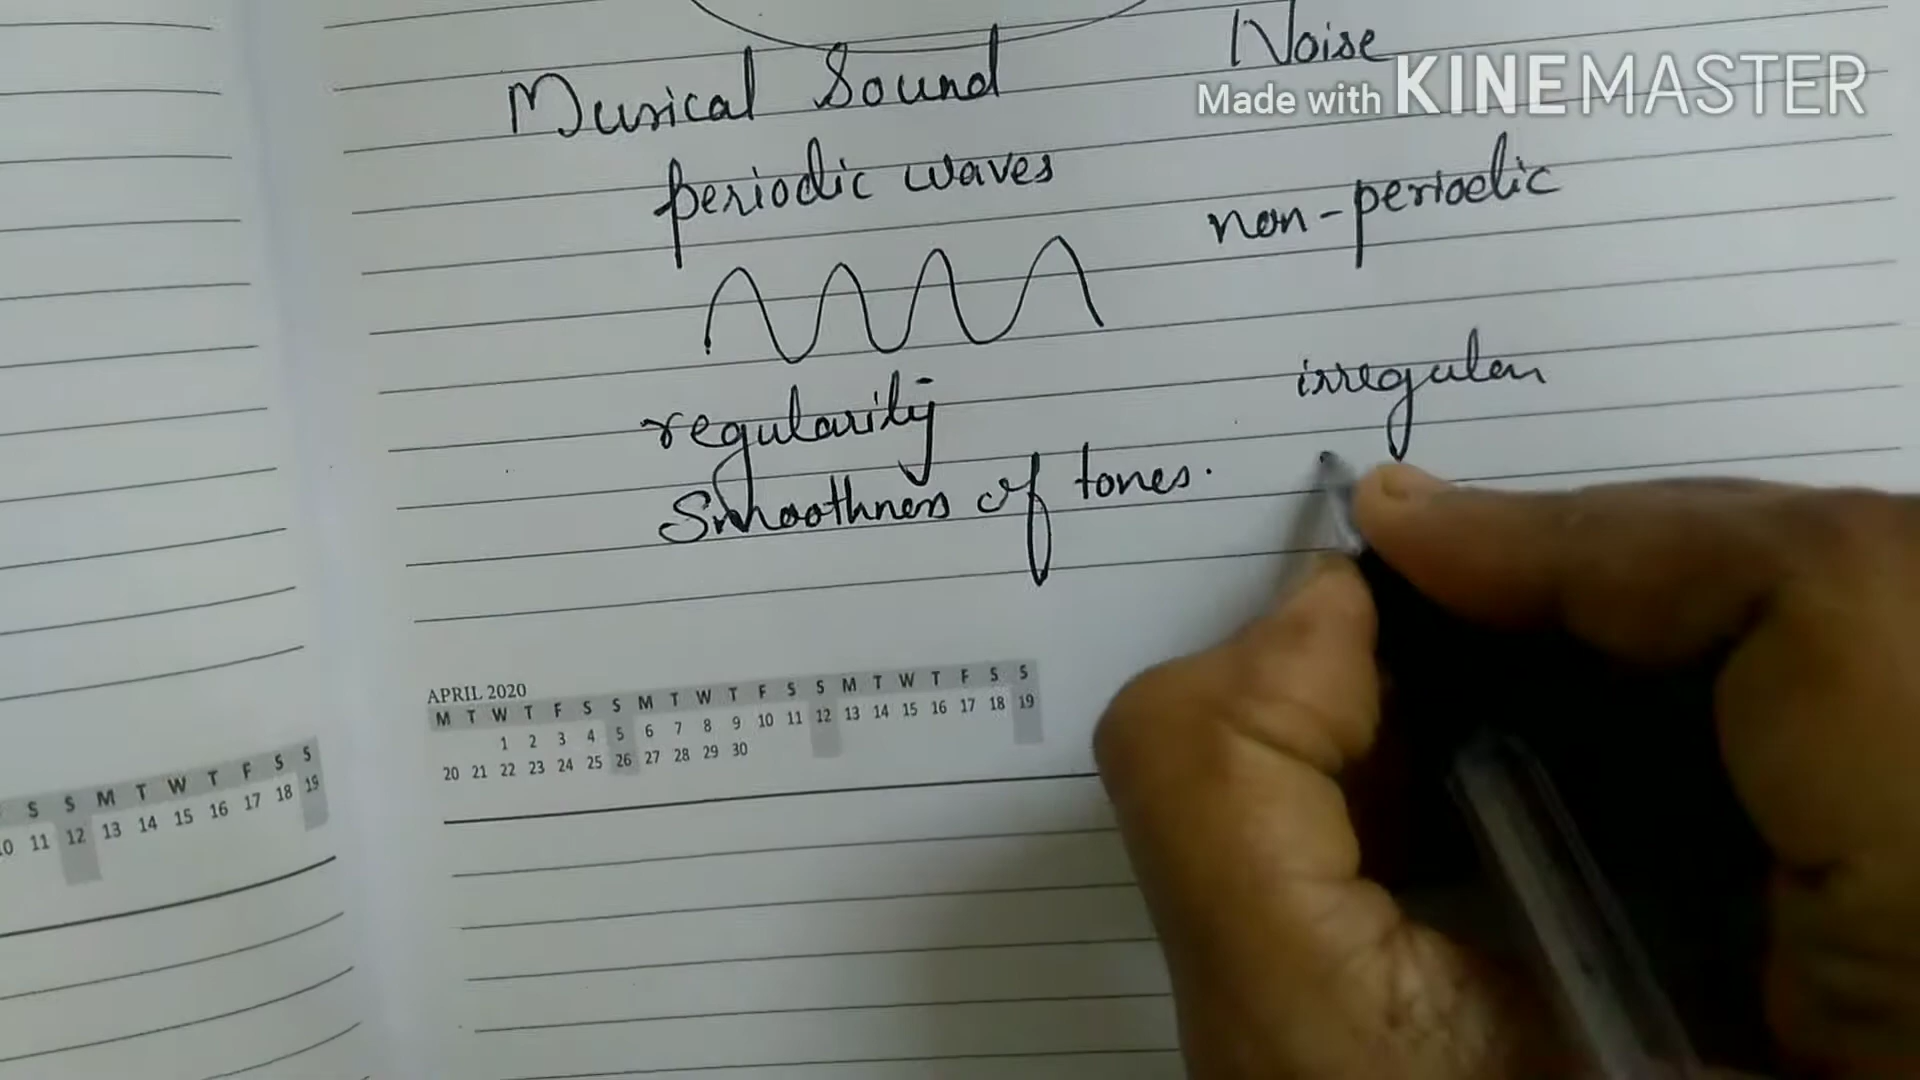 Musical Sound
Noise
Made with KINEMASTER
periodic waves
non-periodic
regularity
irregular
Smoothness of tones.
APRIL 2020
M T W T F S S M T W T F S S M T W T F S S
1 2 3 4 5 6 7 8 9 10 11 12 13 14 15 16 17 18 19
20 21 22 23 24 25 26 27 28 29 30
S S M T W T F S S
11 12 13 14 15 16 17 18 19